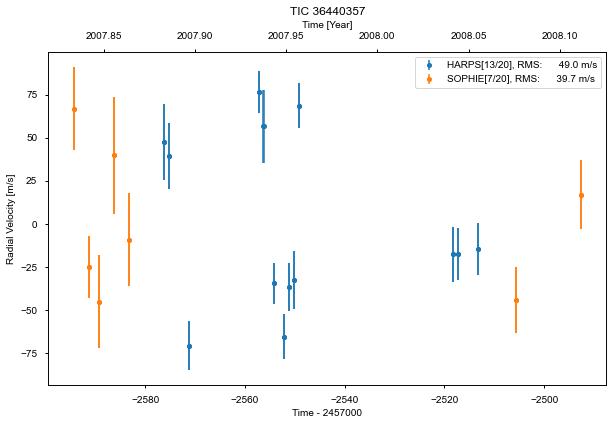 TIC 36440357
Time [Year]
2007.85 2007.90 2007.95 2008.00 2008.05 2008.10
HARPS[13/20], RMS: 49.0 m/s
SOPHIE[7/20], RMS: 39.7 m/s
75
50
25
0
−25
−50
−75
Radial Velocity [m/s]
−2580 −2560 −2540 −2520 −2500
Time - 2457000